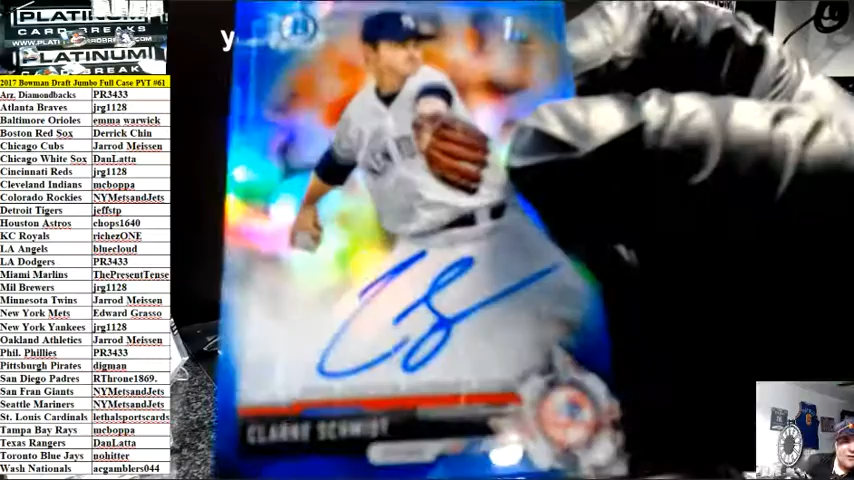 PLATINUM
CARD BREAKS
PLATINUM
2017 Bowman Draft Jumbo Full Case PYT #61
Arz. Diamondbacks PR3433
Atlanta Braves jrg1128
Baltimore Orioles emma warwick
Boston Red Sox Derrick Chin
Chicago Cubs Jarrod Meissen
Chicago White Sox DanLatta
Cincinnati Reds jrg1128
Cleveland Indians mcboppa
Colorado Rockies NYMetsandJets
Detroit Tigers jeffstp
Houston Astros chops1640
KC Royals richezONE
LA Angels bluecloud
LA Dodgers PR3433
Miami Marlins ThePresentTense
Mil Brewers jrg1128
Minnesota Twins Jarrod Meissen
New York Mets Edward Grasso
New York Yankees jrg1128
Oakland Athletics Jarrod Meissen
Phil. Phillies PR3433
Pittsburgh Pirates digman
San Diego Padres RThrone1869.
San Fran Giants NYMetsandJets
Seattle Mariners NYMetsandJets
St. Louis Cardinals lethalsportscards
Tampa Bay Rays mcboppa
Texas Rangers DanLatta
Toronto Blue Jays nohitter
Wash Nationals acgamblers044
y
CLARKE SCHMIDT